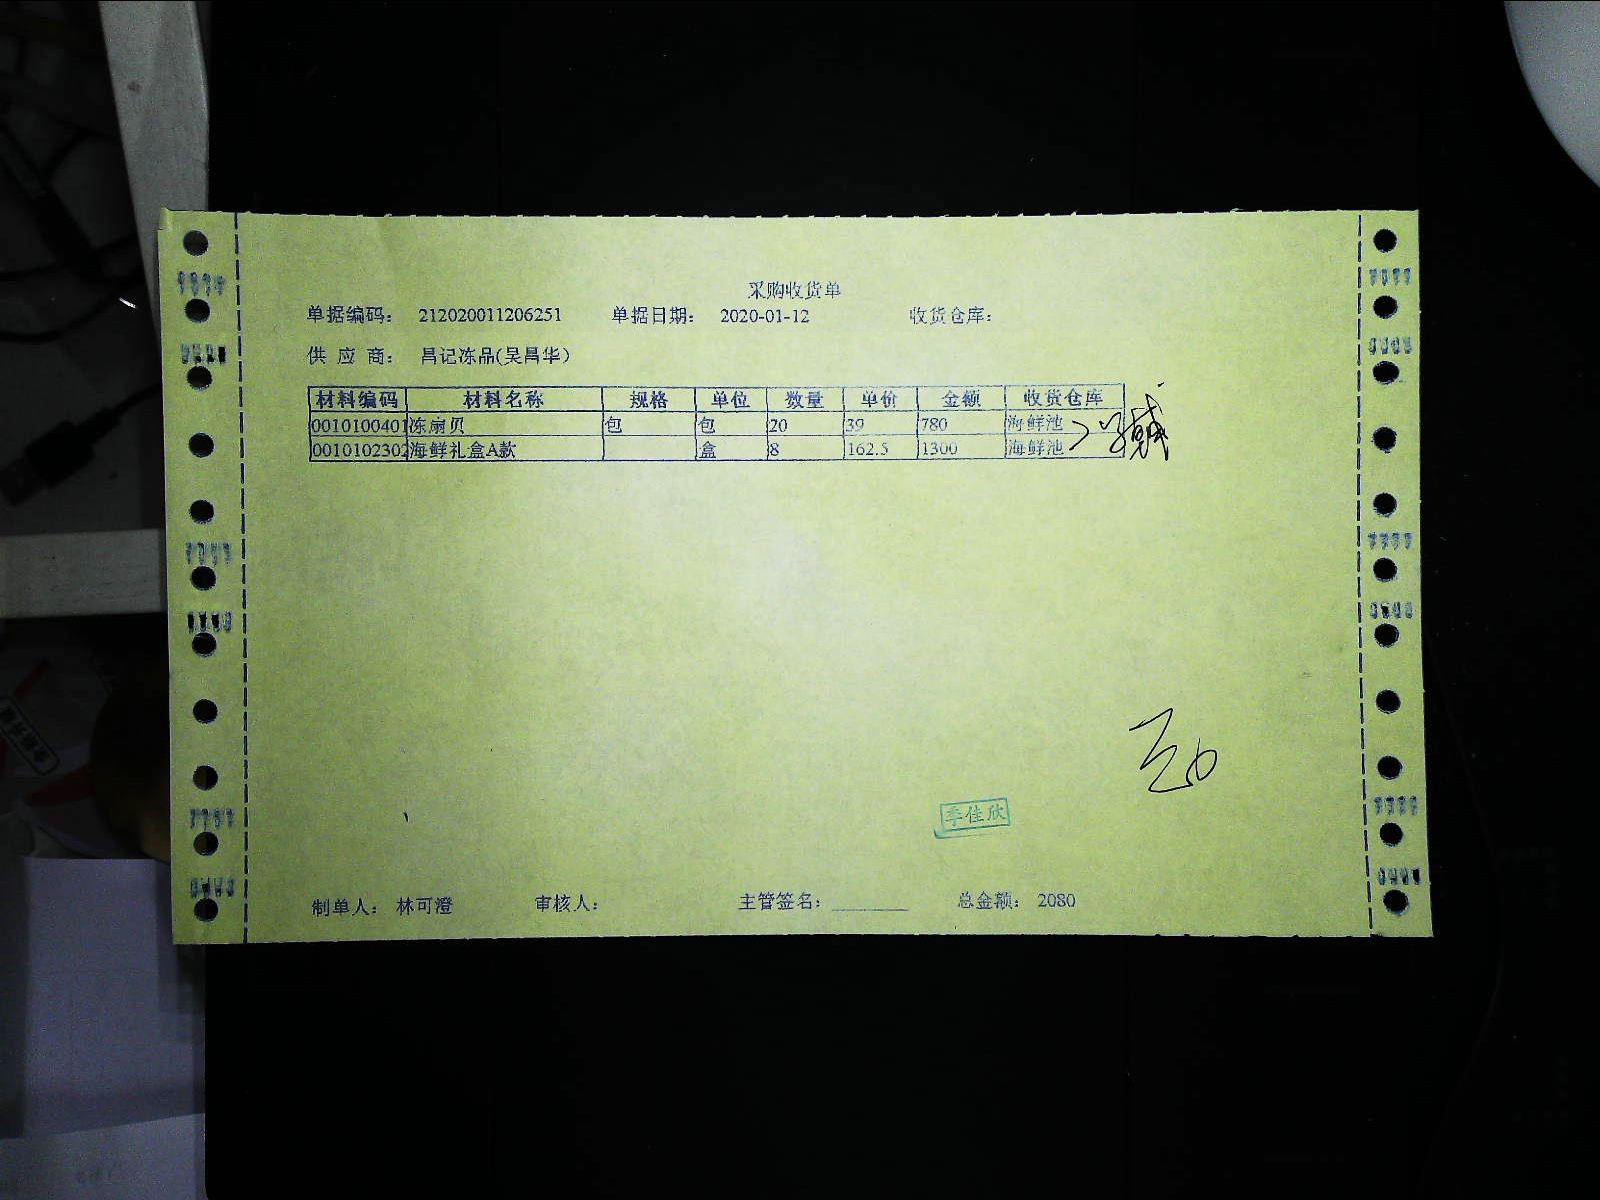 采购收货单
单据编码： 212020011206251 单据日期： 2020-01-12 收货仓库：
供 应 商： 昌记冻品(吴昌华)
材料编码 材料名称 规格 单位 数量 单价 金额 收货仓库
0010100401 冻扇贝 包 包 20 39 780 海鲜池
0010102302 海鲜礼盒A款 盒 8 162.5 1300 海鲜池
季佳欣
制单人： 林可澄 审核人： 主管签名： 总金额： 2080